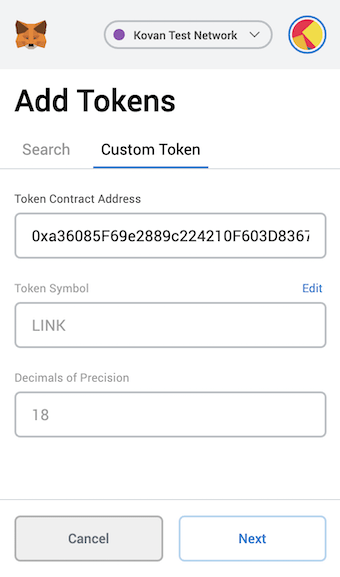 Kovan Test Network
Add Tokens
Search Custom Token
Token Contract Address
0xa36085F69e2889c224210F603D8367
Token Symbol Edit
LINK
Decimals of Precision
18
Cancel Next